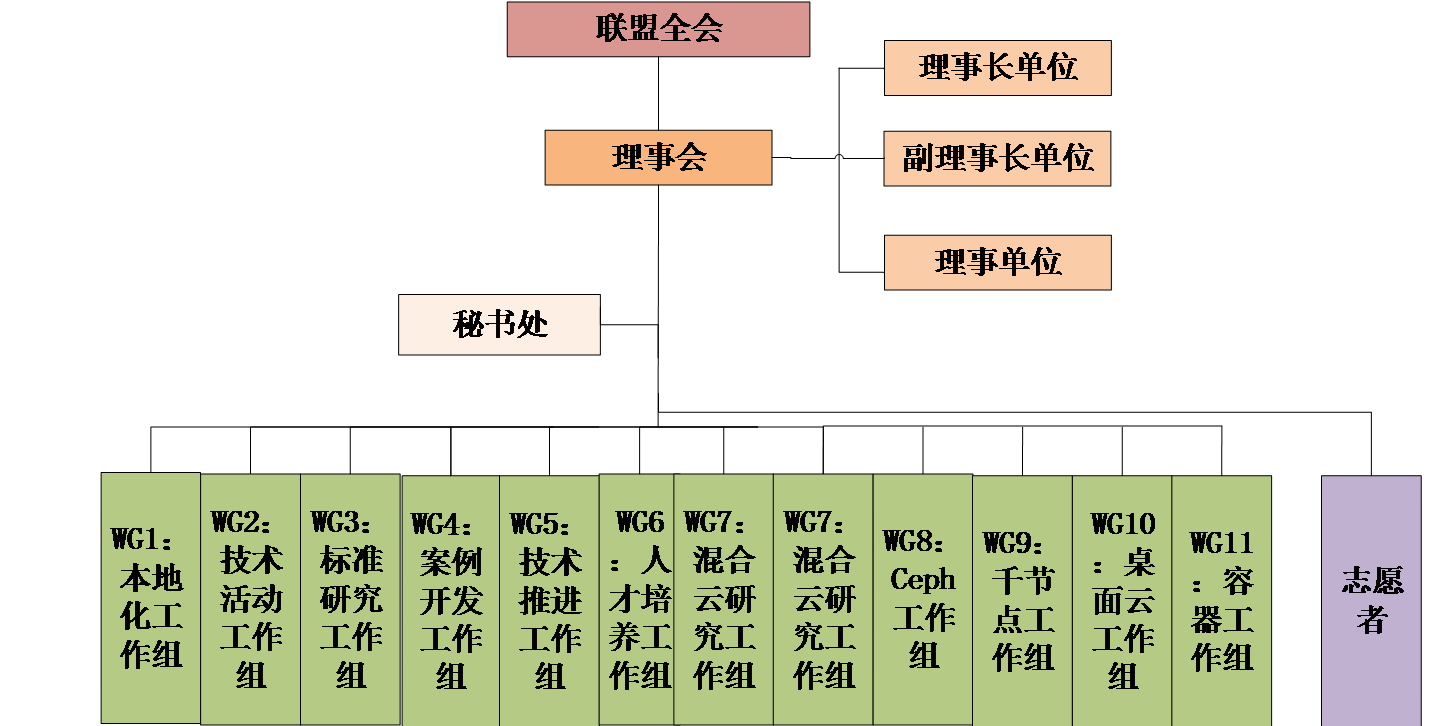 联盟全会
理事长单位
理事会
副理事长单位
理事单位
秘书处
WG1：
本地
化工
作组
WG2：
技术
活动
工作
组
WG3：
标准
研究
工作
组
WG4：
案例
开发
工作
组
WG5：
技术
推进
工作
组
WG6
：人
才培
养工
作组
WG7：
混合
云研
究工
作组
WG7：
混合
云研
究工
作组
WG8：
Ceph
工作
组
WG9：
千节
点工
作组
WG10
：桌
面云
工作
组
WG11
：容
器工
作组
志愿
者